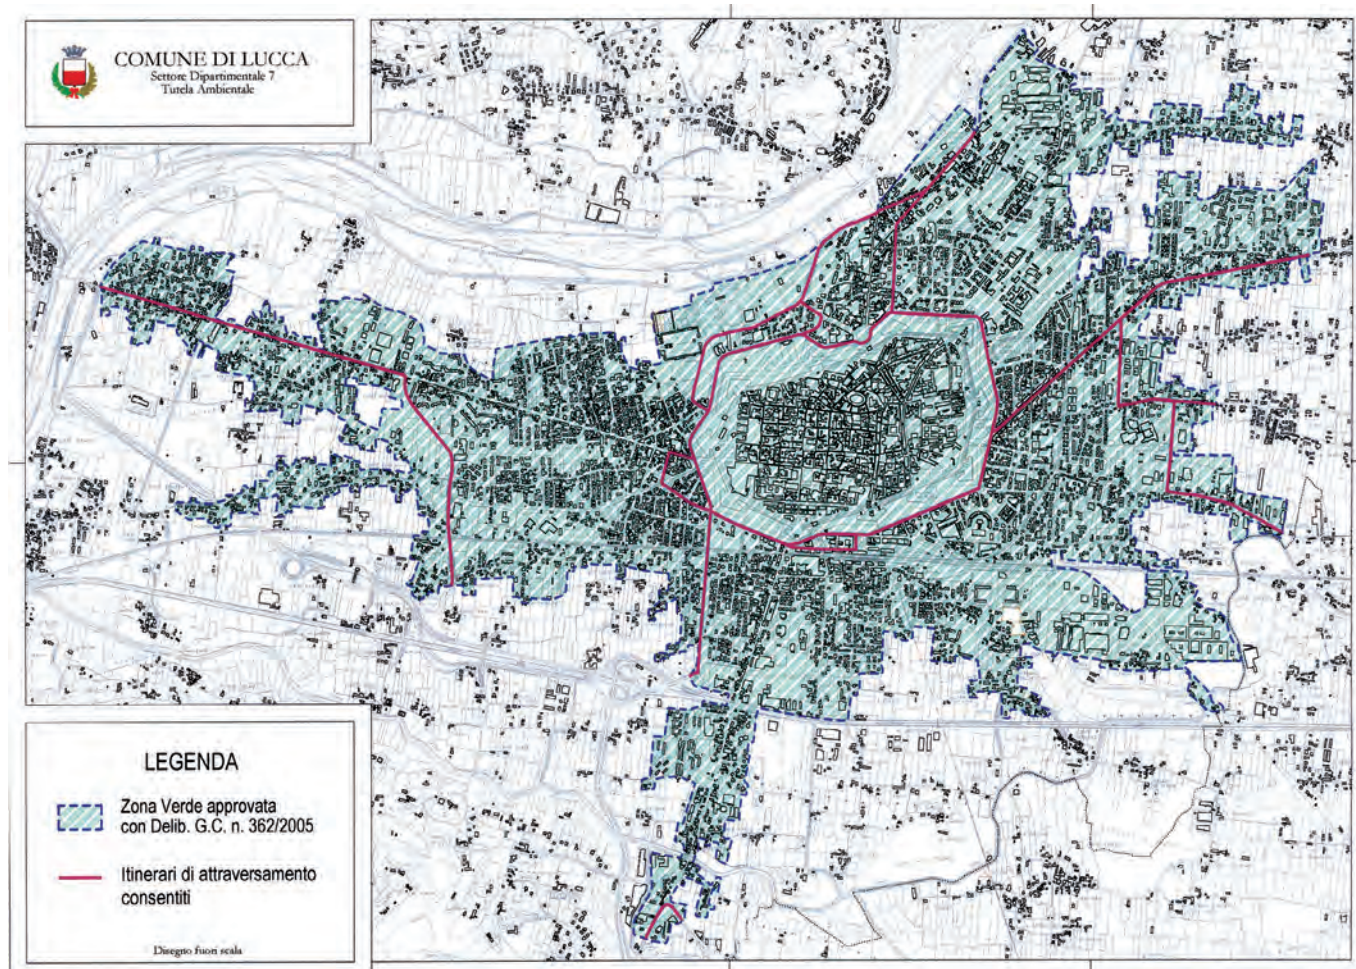 COMUNE DI LUCCA
Settore Dipartimentale 7
Tutela Ambientale
LEGENDA
Zona Verde approvata
con Delib. G.C. n. 362/2005
Itinerari di attraversamento
consentiti
Disegno fuori scala